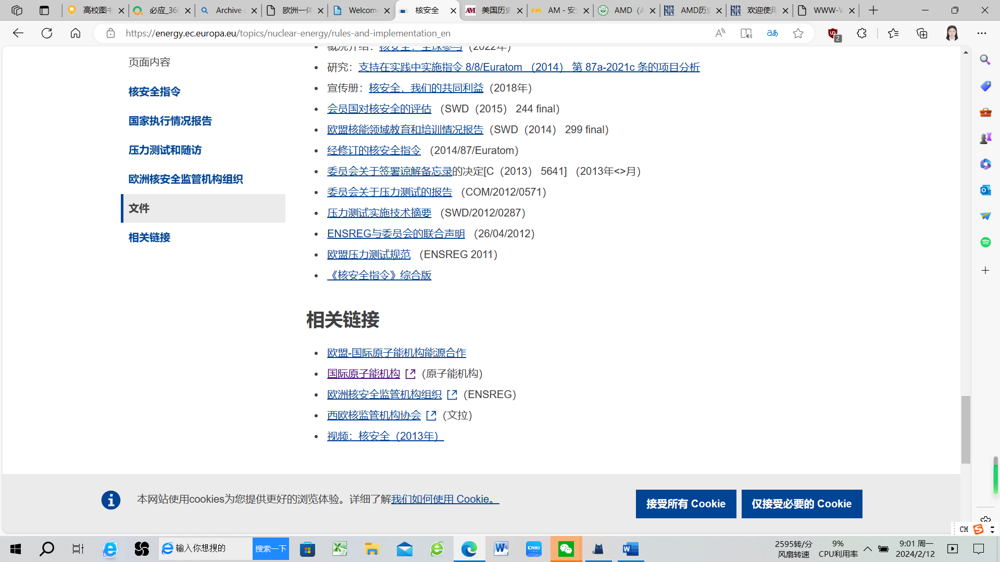 高校图书
必应_360
Archive o
欧洲一体
Welcome
核安全
美国历史
AM - 安
AMD（A
AMD历史
欢迎使用
WWW-V
https://energy.ec.europa.eu/topics/nuclear-energy/rules-and-implementation_en
页面内容
核安全指令
国家执行情况报告
压力测试和随访
欧洲核安全监管机构组织
文件
相关链接
概况介绍：核安全：全球参与（2022年）
研究：支持在实践中实施指令 8/8/Euratom （2014） 第 87a-2021c 条的项目分析
宣传册：核安全，我们的共同利益（2018年）
会员国对核安全的评估 （SWD（2015） 244 final）
欧盟核能领域教育和培训情况报告（SWD（2014） 299 final）
经修订的核安全指令 （2014/87/Euratom）
委员会关于签署谅解备忘录的决定[C（2013） 5641] （2013年<>月）
委员会关于压力测试的报告 （COM/2012/0571）
压力测试实施技术摘要 （SWD/2012/0287）
ENSREG与委员会的联合声明 （26/04/2012）
欧盟压力测试规范 （ENSREG 2011）
《核安全指令》综合版
相关链接
欧盟-国际原子能机构能源合作
国际原子能机构 （原子能机构）
欧洲核安全监管机构组织 （ENSREG）
西欧核监管机构协会 （文拉）
视频：核安全（2013年）
本网站使用cookies为您提供更好的浏览体验。详细了解我们如何使用 Cookie。
接受所有 Cookie
仅接受必要的 Cookie
CH
输入你想搜的
搜索一下
CNKI
2595转/分
风扇转速
9%
CPU利用率
9:01 周一
2024/2/12